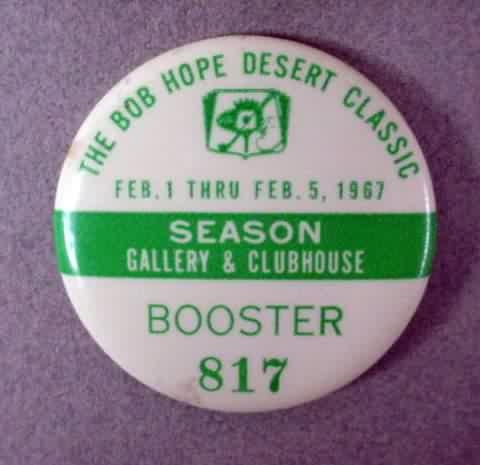 THE BOB HOPE DESERT CLASSIC
FEB. 1 THRU FEB. 5, 1967
SEASON
GALLERY & CLUBHOUSE
BOOSTER
817